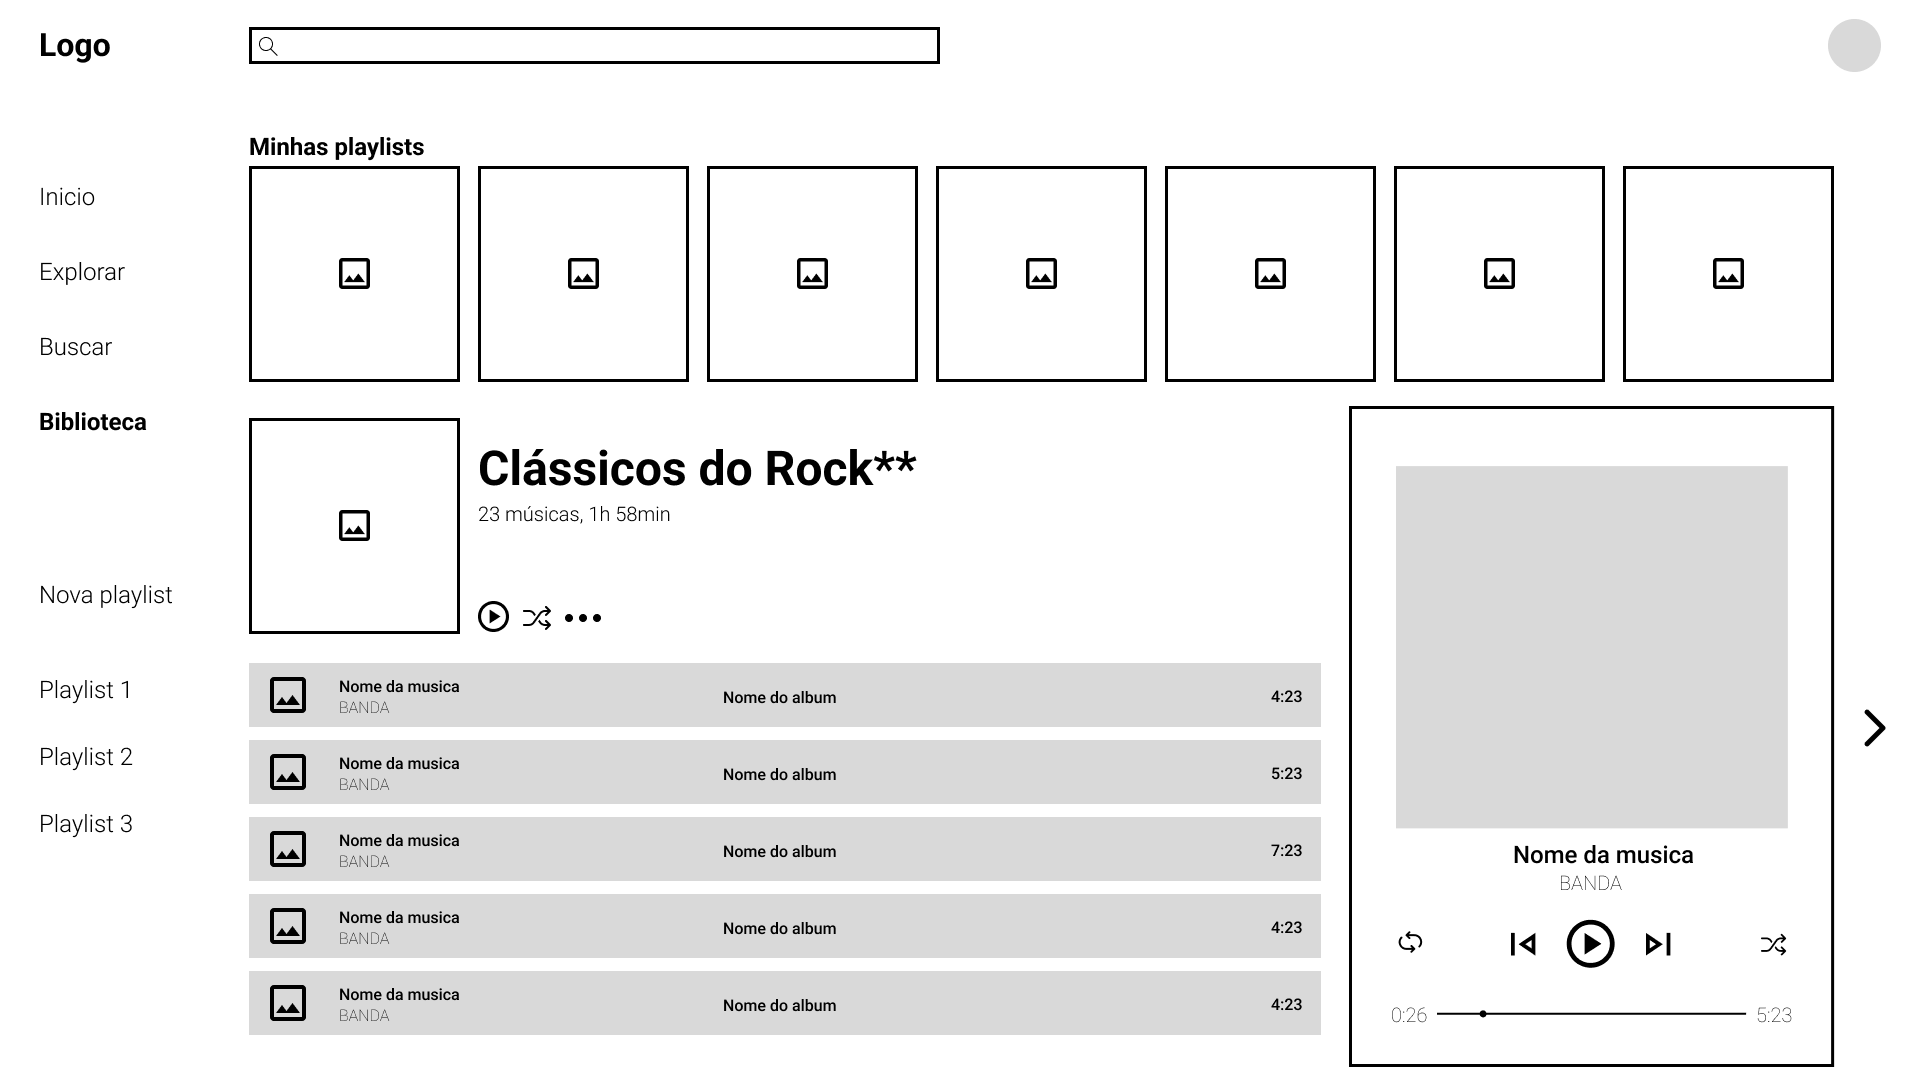 Logo
Inicio
Explorar
Buscar
Biblioteca
Nova playlist
Playlist 1
Playlist 2
Playlist 3
Minhas playlists
Clássicos do Rock**
23 músicas, 1h 58min
Nome da musica
BANDA
Nome do album
4:23
Nome da musica
BANDA
Nome do album
5:23
Nome da musica
BANDA
Nome do album
7:23
Nome da musica
BANDA
Nome do album
4:23
Nome da musica
BANDA
Nome do album
4:23
Nome da musica
BANDA
0:26
5:23